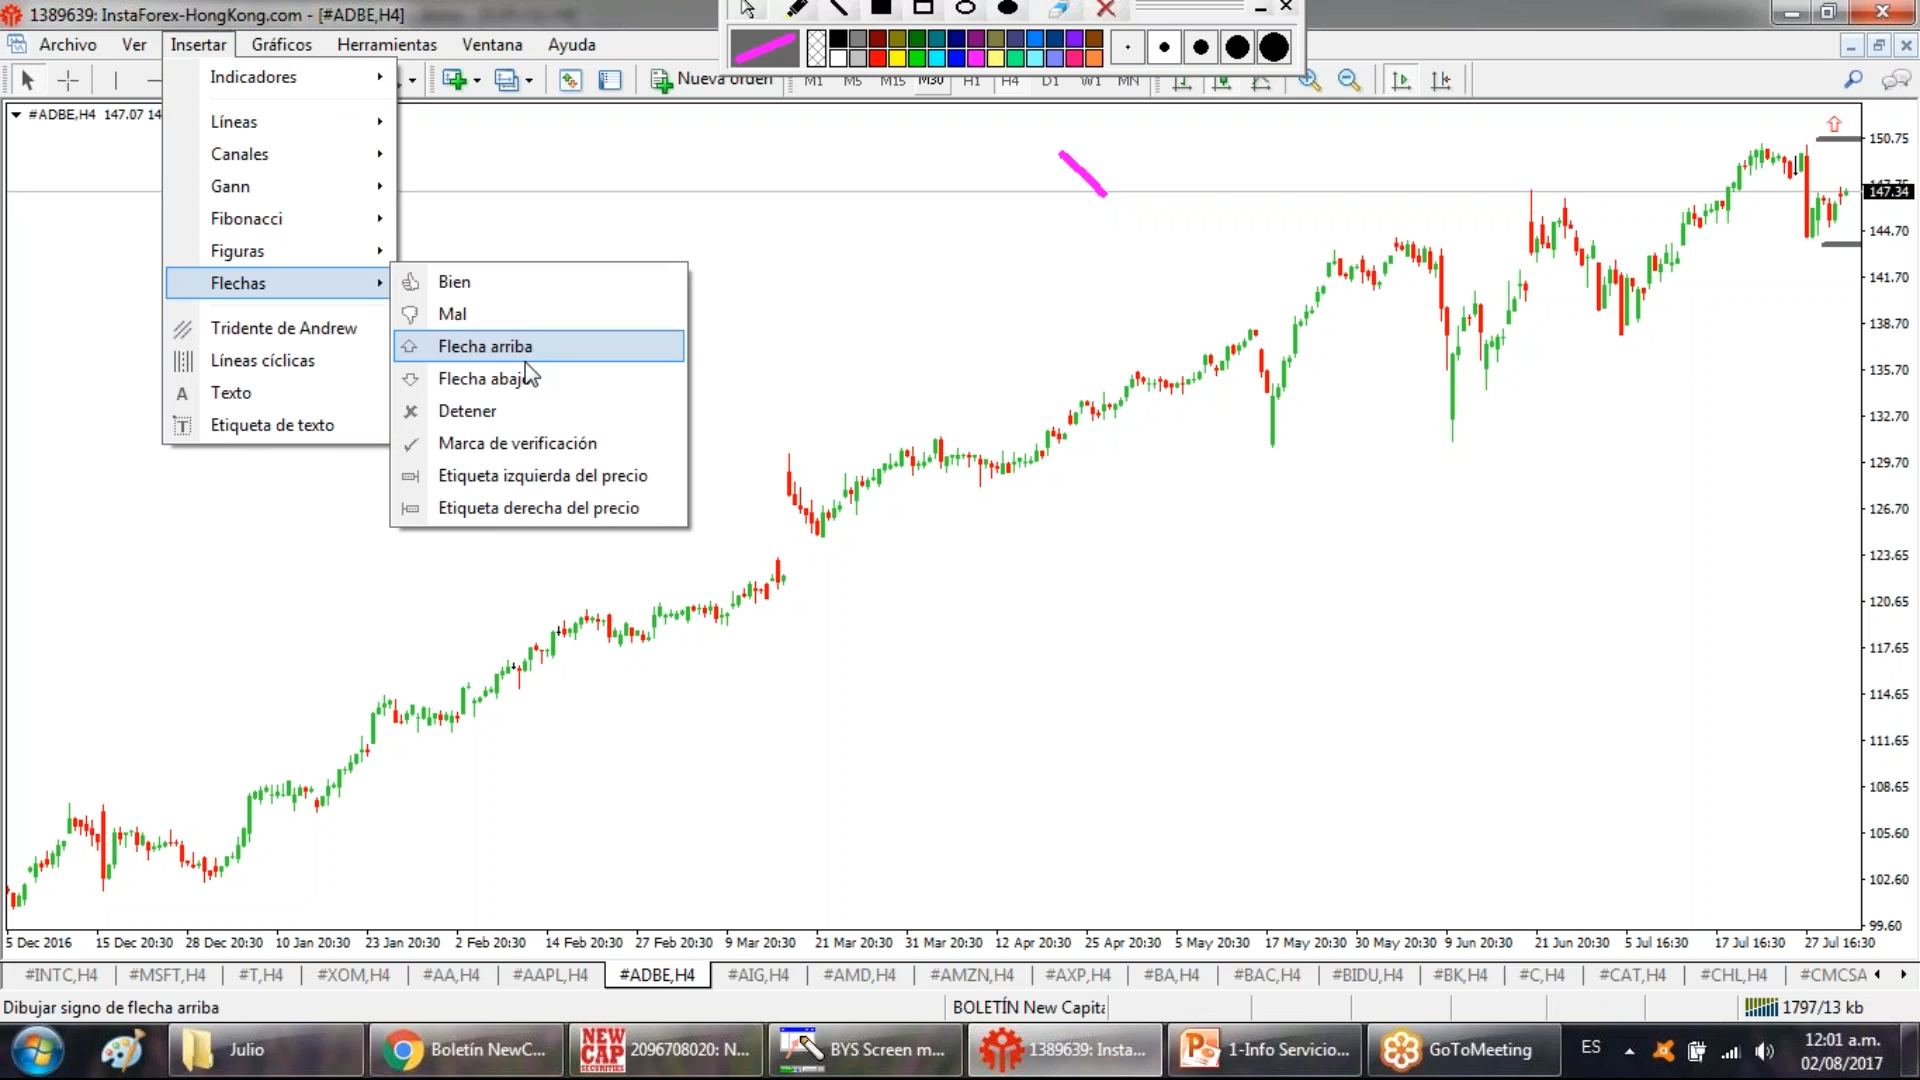 1389639: InstaForex-HongKong.com - [#ADBE,H4]
Archivo Ver Insertar Gráficos Herramientas Ventana Ayuda
Nueva orden M1 M5 M15 M30 H1 H4 D1 W1 MN
#ADBE,H4 147.07 14
Indicadores
Líneas
Canales
Gann
Fibonacci
Figuras
Flechas
Tridente de Andrew
Líneas cíclicas
Texto
Etiqueta de texto
Bien
Mal
Flecha arriba
Flecha abajo
Detener
Marca de verificación
Etiqueta izquierda del precio
Etiqueta derecha del precio
150.75
147.34
144.70
141.70
138.70
135.70
132.70
129.70
126.70
123.65
120.65
117.65
114.65
111.65
108.65
105.60
102.60
99.60
5 Dec 2016 15 Dec 20:30 28 Dec 20:30 10 Jan 20:30 23 Jan 20:30 2 Feb 20:30 14 Feb 20:30 27 Feb 20:30 9 Mar 20:30 21 Mar 20:30 31 Mar 20:30 12 Apr 20:30 25 Apr 20:30 5 May 20:30 17 May 20:30 30 May 20:30 9 Jun 20:30 21 Jun 20:30 5 Jul 16:30 17 Jul 16:30 27 Jul 16:30
#INTC,H4 #MSFT,H4 #T,H4 #XOM,H4 #AA,H4 #AAPL,H4 #ADBE,H4 #AIG,H4 #AMD,H4 #AMZN,H4 #AXP,H4 #BA,H4 #BAC,H4 #BIDU,H4 #BK,H4 #C,H4 #CAT,H4 #CHL,H4 #CMCSA
Dibujar signo de flecha arriba BOLETÍN New Capita 1797/13 kb
Julio Boletín NewC... NEW CAP SECURITIES 2096708020: N... BYS Screen m... 1389639: Insta... 1-Info Servicio... GoToMeeting ES 12:01 a.m.
02/08/2017